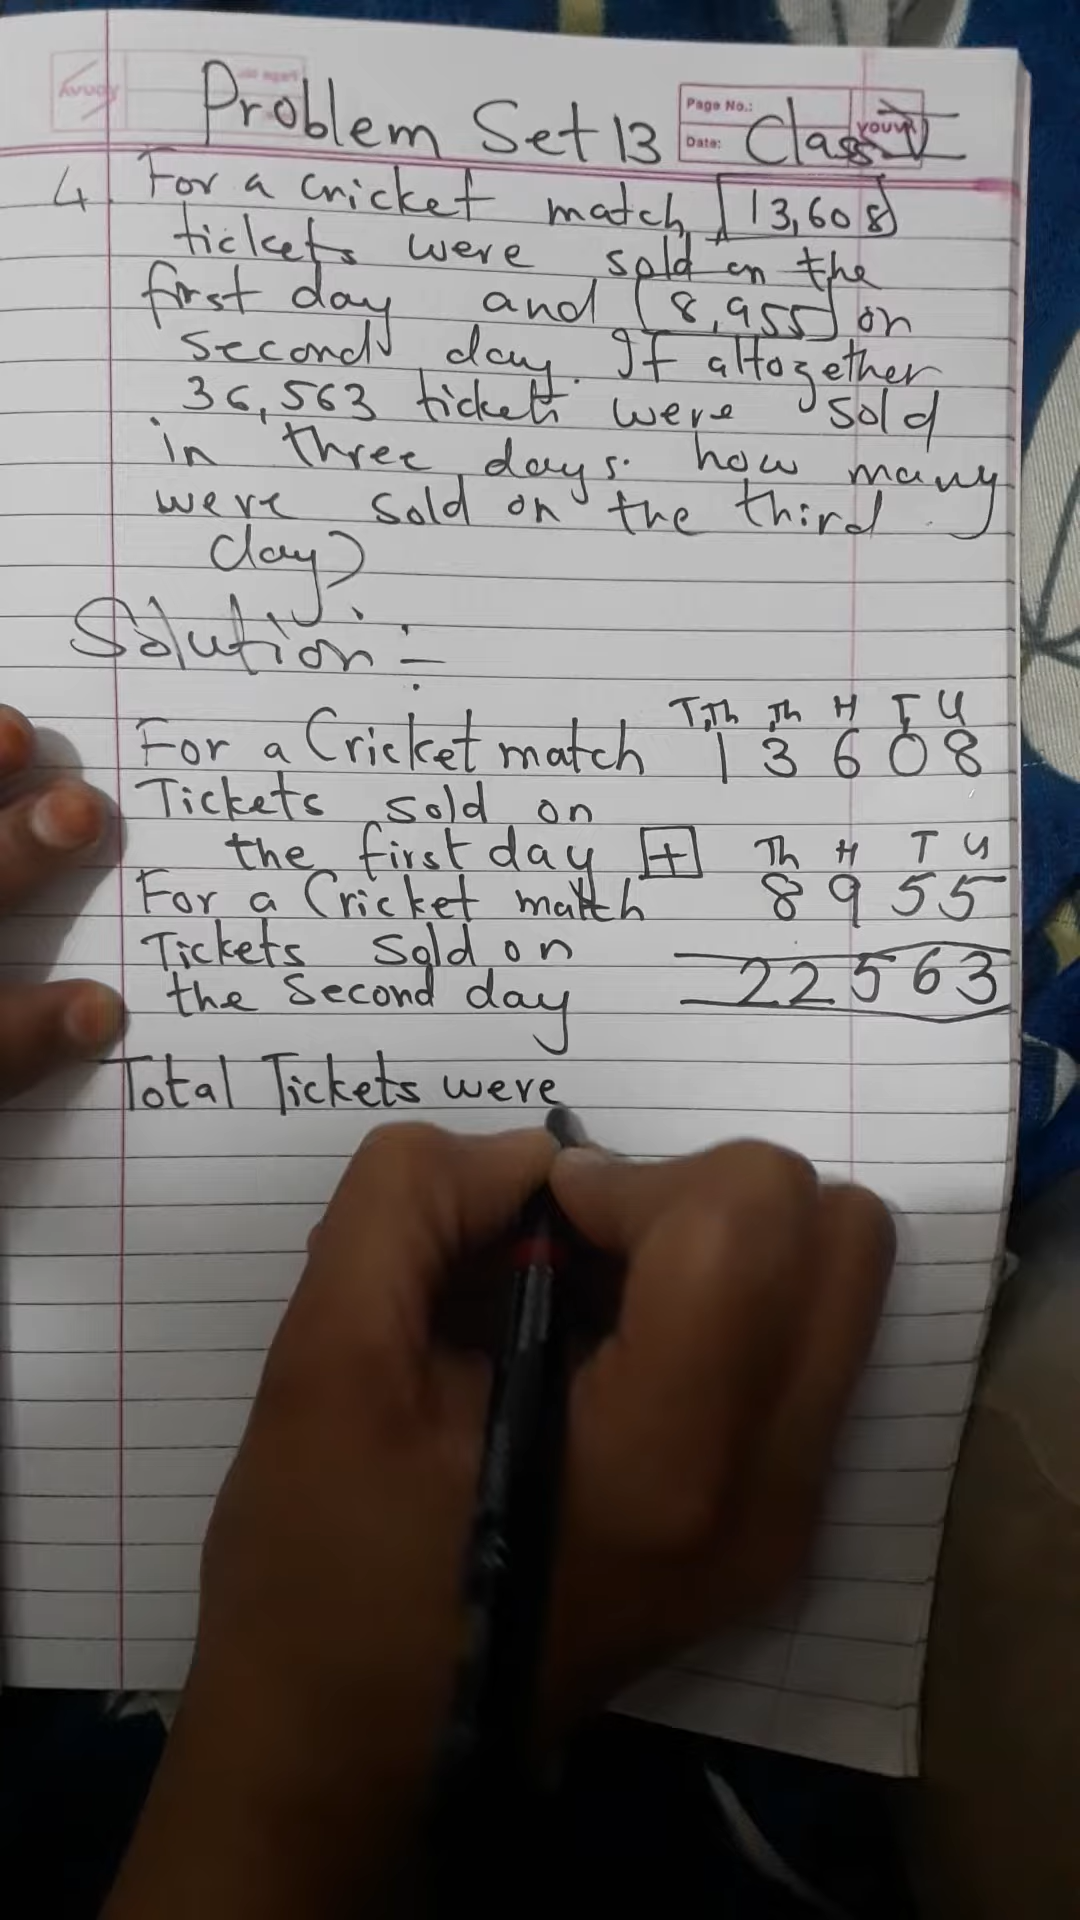 Problem Set 13
Page No.:
Date:
youva
Class V
4. For a cricket match 13,608
tickets were sold on the
first day and 8,955 on
second day. If altogether
36,563 tickets were sold
in three days. how many
were sold on the third
day?
Solution:-
T,Th Th H T U
For a Cricket match 1 3 6 0 8
Tickets sold on
the first day + Th H T U
For a Cricket match 8 9 5 5
Tickets sold on
the Second day 2 2 5 6 3
Total Tickets were